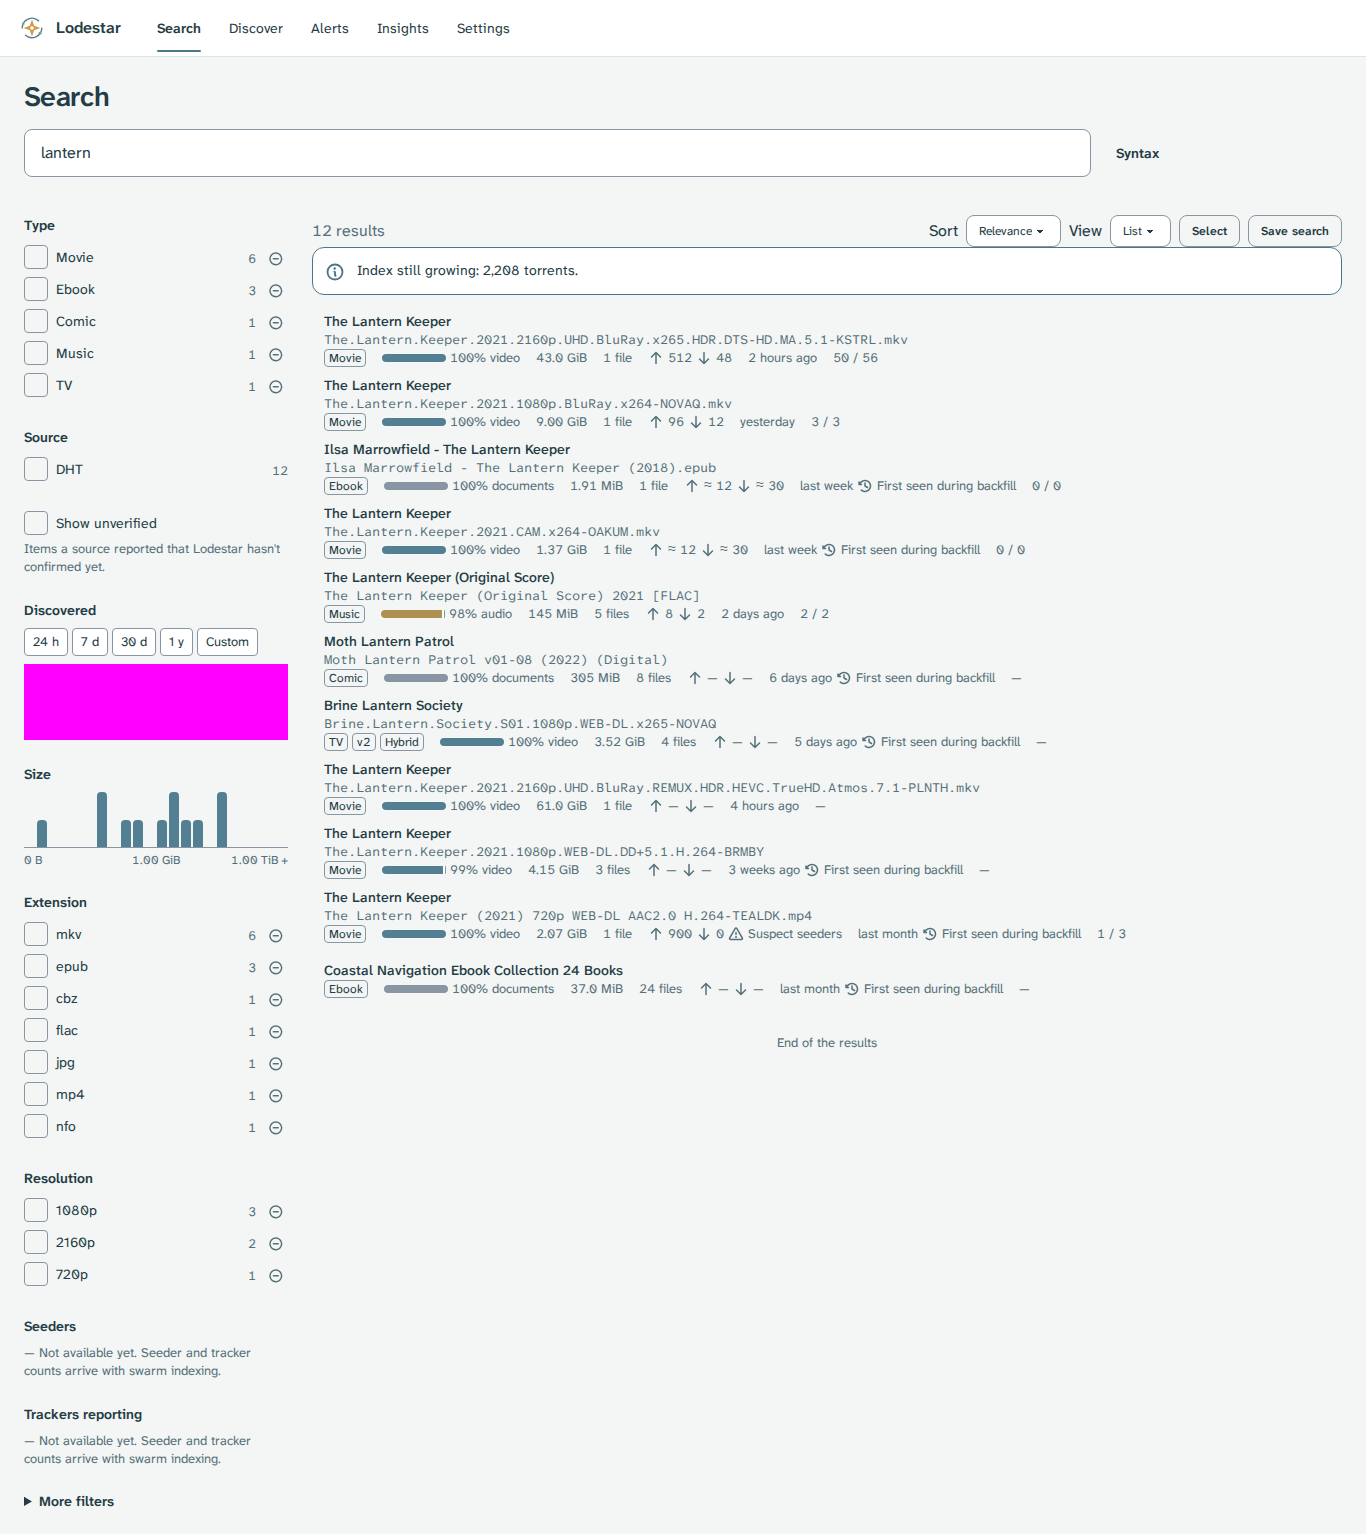 Lodestar
Search
Discover
Alerts
Insights
Settings
Search
lantern
Syntax
Type
Movie 6
Ebook 3
Comic 1
Music 1
TV 1
Source
DHT 12
Show unverified
Items a source reported that Lodestar hasn't
confirmed yet.
Discovered
24 h 7 d 30 d 1 y Custom
Size
0 B 1.00 GiB 1.00 TiB +
Extension
mkv 6
epub 3
cbz 1
flac 1
jpg 1
mp4 1
nfo 1
Resolution
1080p 3
2160p 2
720p 1
Seeders
— Not available yet. Seeder and tracker
counts arrive with swarm indexing.
Trackers reporting
— Not available yet. Seeder and tracker
counts arrive with swarm indexing.
More filters
12 results
Sort Relevance View List Select Save search
Index still growing: 2,208 torrents.
The Lantern Keeper
The.Lantern.Keeper.2021.2160p.UHD.BluRay.x265.HDR.DTS-HD.MA.5.1-KSTRL.mkv
Movie 100% video 43.0 GiB 1 file ↑ 512 ↓ 48 2 hours ago 50 / 56
The Lantern Keeper
The.Lantern.Keeper.2021.1080p.BluRay.x264-NOVAQ.mkv
Movie 100% video 9.00 GiB 1 file ↑ 96 ↓ 12 yesterday 3 / 3
Ilsa Marrowfield - The Lantern Keeper
Ilsa Marrowfield - The Lantern Keeper (2018).epub
Ebook 100% documents 1.91 MiB 1 file ↑ ≈ 12 ↓ ≈ 30 last week First seen during backfill 0 / 0
The Lantern Keeper
The.Lantern.Keeper.2021.CAM.x264-OAKUM.mkv
Movie 100% video 1.37 GiB 1 file ↑ ≈ 12 ↓ ≈ 30 last week First seen during backfill 0 / 0
The Lantern Keeper (Original Score)
The Lantern Keeper (Original Score) 2021 [FLAC]
Music 98% audio 145 MiB 5 files ↑ 8 ↓ 2 2 days ago 2 / 2
Moth Lantern Patrol
Moth Lantern Patrol v01-08 (2022) (Digital)
Comic 100% documents 305 MiB 8 files ↑ — ↓ — 6 days ago First seen during backfill —
Brine Lantern Society
Brine.Lantern.Society.S01.1080p.WEB-DL.x265-NOVAQ
TV v2 Hybrid 100% video 3.52 GiB 4 files ↑ — ↓ — 5 days ago First seen during backfill —
The Lantern Keeper
The.Lantern.Keeper.2021.2160p.UHD.BluRay.REMUX.HDR.HEVC.TrueHD.Atmos.7.1-PLNTH.mkv
Movie 100% video 61.0 GiB 1 file ↑ — ↓ — 4 hours ago —
The Lantern Keeper
The.Lantern.Keeper.2021.1080p.WEB-DL.DD+5.1.H.264-BRMBY
Movie 99% video 4.15 GiB 3 files ↑ — ↓ — 3 weeks ago First seen during backfill —
The Lantern Keeper
The Lantern Keeper (2021) 720p WEB-DL AAC2.0 H.264-TEALDK.mp4
Movie 100% video 2.07 GiB 1 file ↑ 900 ↓ 0 Suspect seeders last month First seen during backfill 1 / 3
Coastal Navigation Ebook Collection 24 Books
Ebook 100% documents 37.0 MiB 24 files ↑ — ↓ — last month First seen during backfill —
End of the results